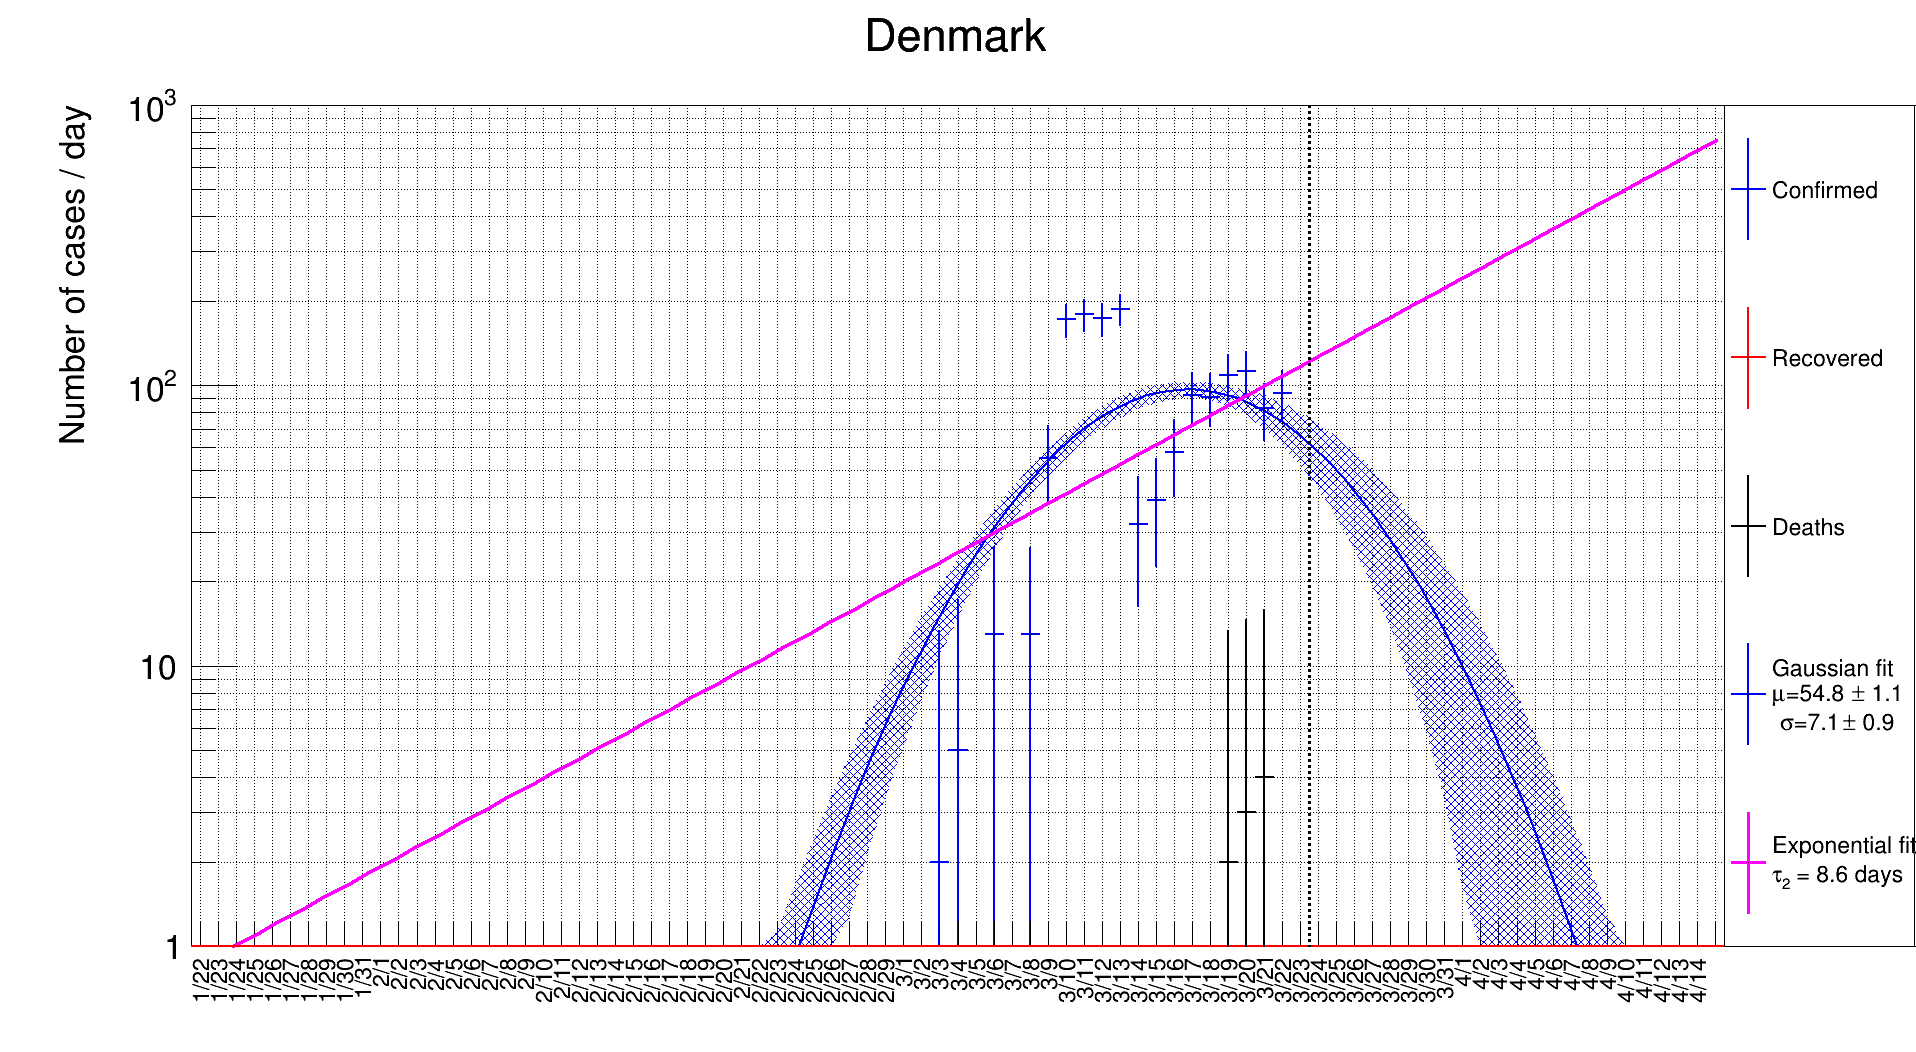 Denmark
Number of cases / day
10³
10²
10
1
1/22 1/23 1/24 1/25 1/26 1/27 1/28 1/29 1/30 1/31 2/1 2/2 2/3 2/4 2/5 2/6 2/7 2/8 2/9 2/10 2/11 2/12 2/13 2/14 2/15 2/16 2/17 2/18 2/19 2/20 2/21 2/22 2/23 2/24 2/25 2/26 2/27 2/28 2/29 3/1 3/2 3/3 3/4 3/5 3/6 3/7 3/8 3/9 3/10 3/11 3/12 3/13 3/14 3/15 3/16 3/17 3/18 3/19 3/20 3/21 3/22 3/23 3/24 3/25 3/26 3/27 3/28 3/29 3/30 3/31 4/1 4/2 4/3 4/4 4/5 4/6 4/7 4/8 4/9 4/10 4/11 4/12 4/13 4/14
Confirmed
Recovered
Deaths
Gaussian fit
μ=54.8 ± 1.1
σ=7.1 ± 0.9
Exponential fit
τ₂ = 8.6 days